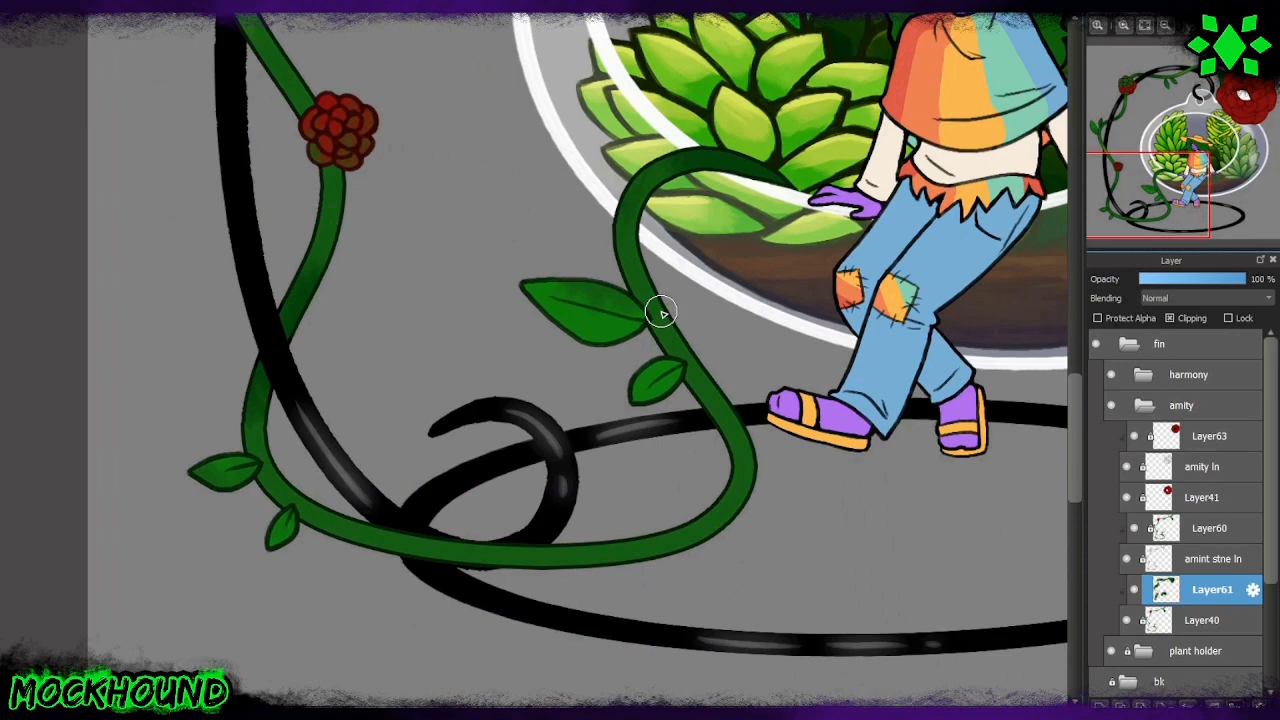 Layer
Opacity 100 %
Blending Normal
Protect Alpha Clipping Lock
fin
harmony
amity
Layer63
amity ln
Layer41
Layer60
amint stne ln
Layer61
Layer40
plant holder
bk
MOCKHOUND